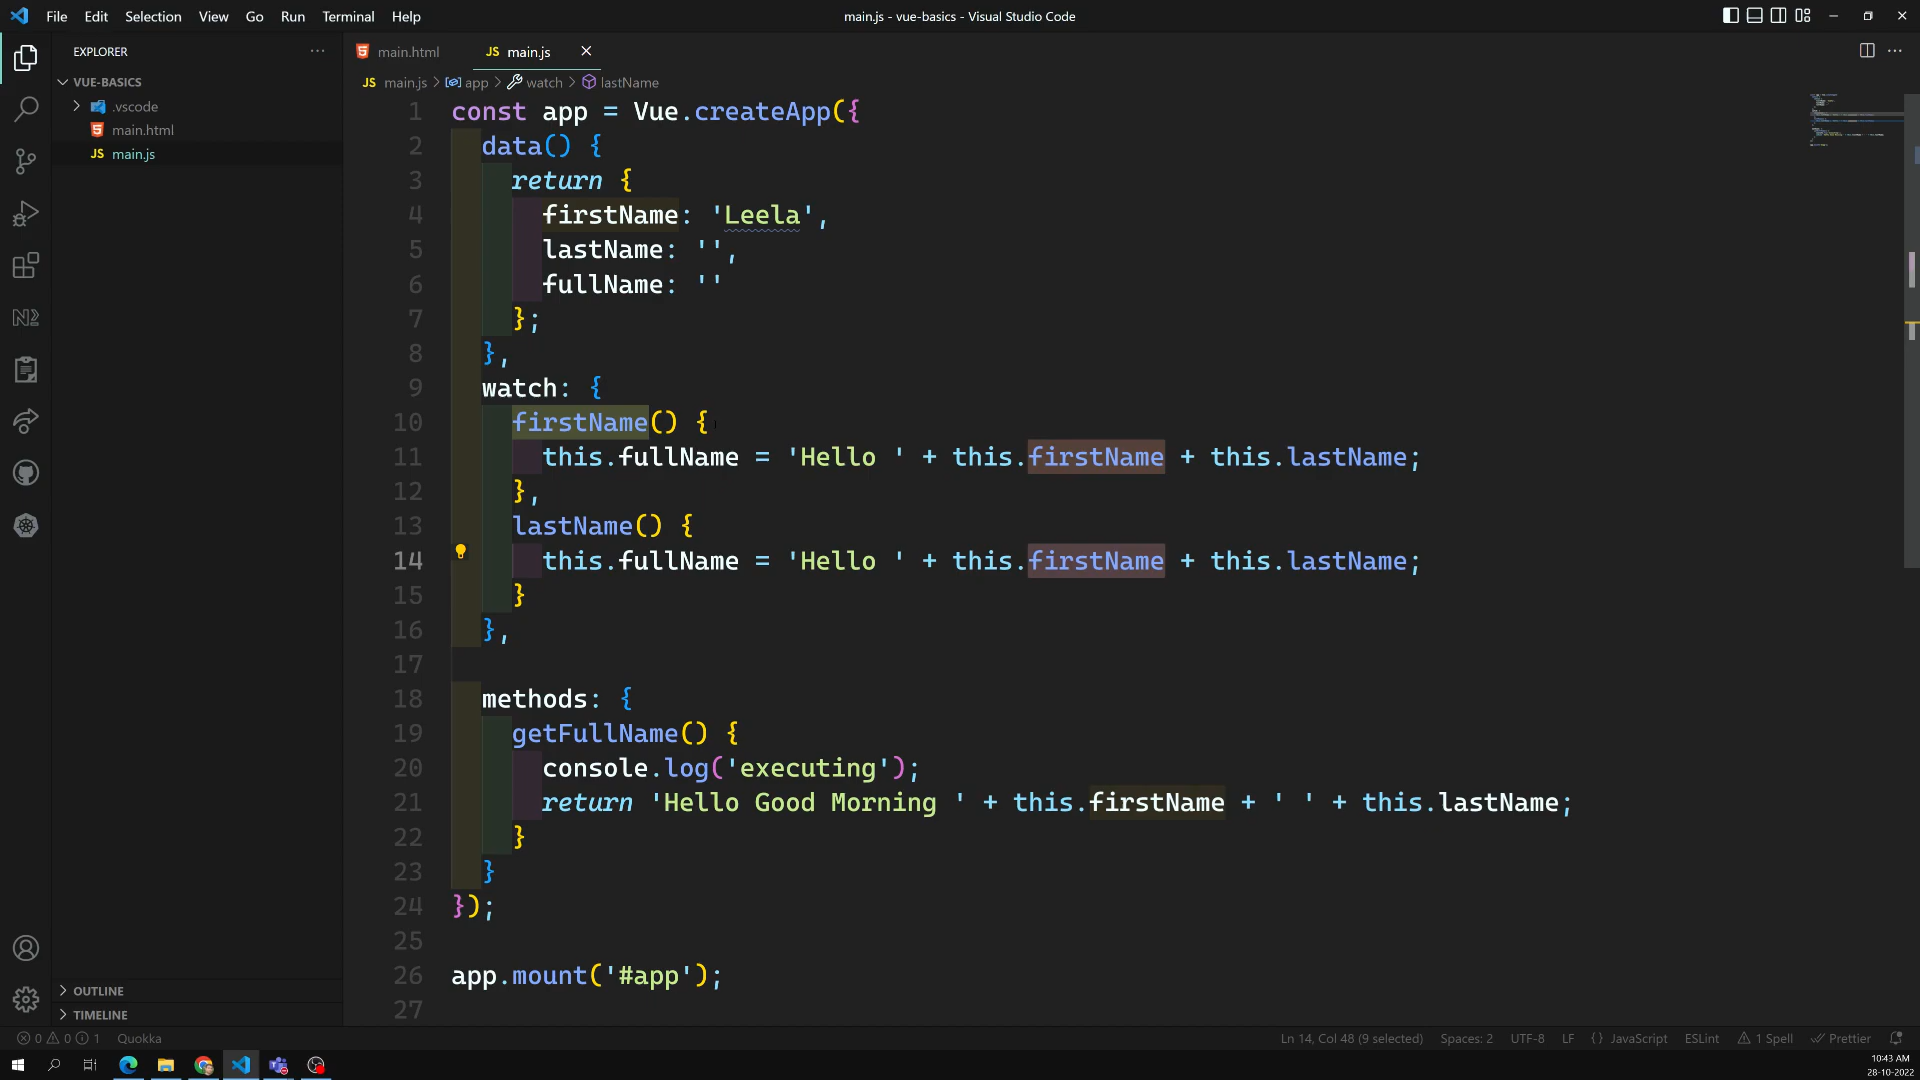 File Edit Selection View Go Run Terminal Help
main.js - vue-basics - Visual Studio Code
EXPLORER
VUE-BASICS
.vscode
main.html
JS main.js
OUTLINE
TIMELINE
main.html JS main.js
JS main.js > app > watch > lastName
1 const app = Vue.createApp({
2 data() {
3 return {
4 firstName: 'Leela',
5 lastName: '',
6 fullName: ''
7 };
8 },
9 watch: {
10 firstName() {
11 this.fullName = 'Hello ' + this.firstName + this.lastName;
12 },
13 lastName() {
14 this.fullName = 'Hello ' + this.firstName + this.lastName;
15 }
16 },
17
18 methods: {
19 getFullName() {
20 console.log('executing');
21 return 'Hello Good Morning ' + this.firstName + ' ' + this.lastName;
22 }
23 }
24 });
25
26 app.mount('#app');
27
0 0 1 Quokka
Ln 14, Col 48 (9 selected) Spaces: 2 UTF-8 LF {} JavaScript ESLint 1 Spell Prettier
10:43 AM
28-10-2022